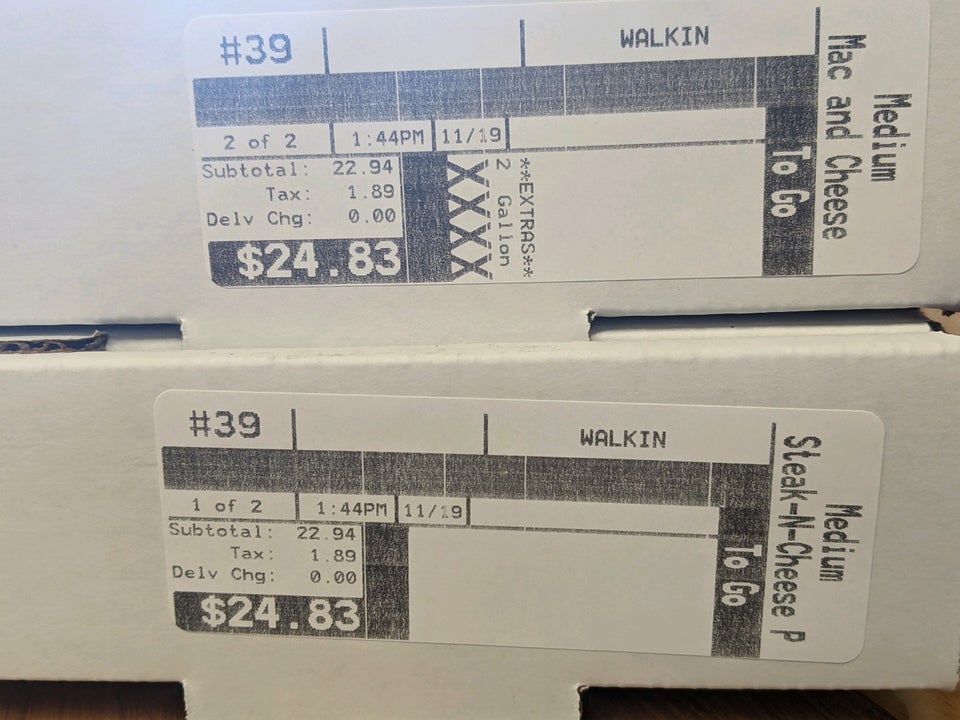 #39
WALKIN
2 of 2 1:44PM 11/19
Subtotal: 22.94
Tax: 1.89
Delv Chg: 0.00
$24.83
XXXX
2 Gallon
**EXTRAS**
To Go
Medium
Mac and Cheese
#39
WALKIN
1 of 2 1:44PM 11/19
Subtotal: 22.94
Tax: 1.89
Delv Chg: 0.00
$24.83
To Go
Medium
Steak-N-Cheese P